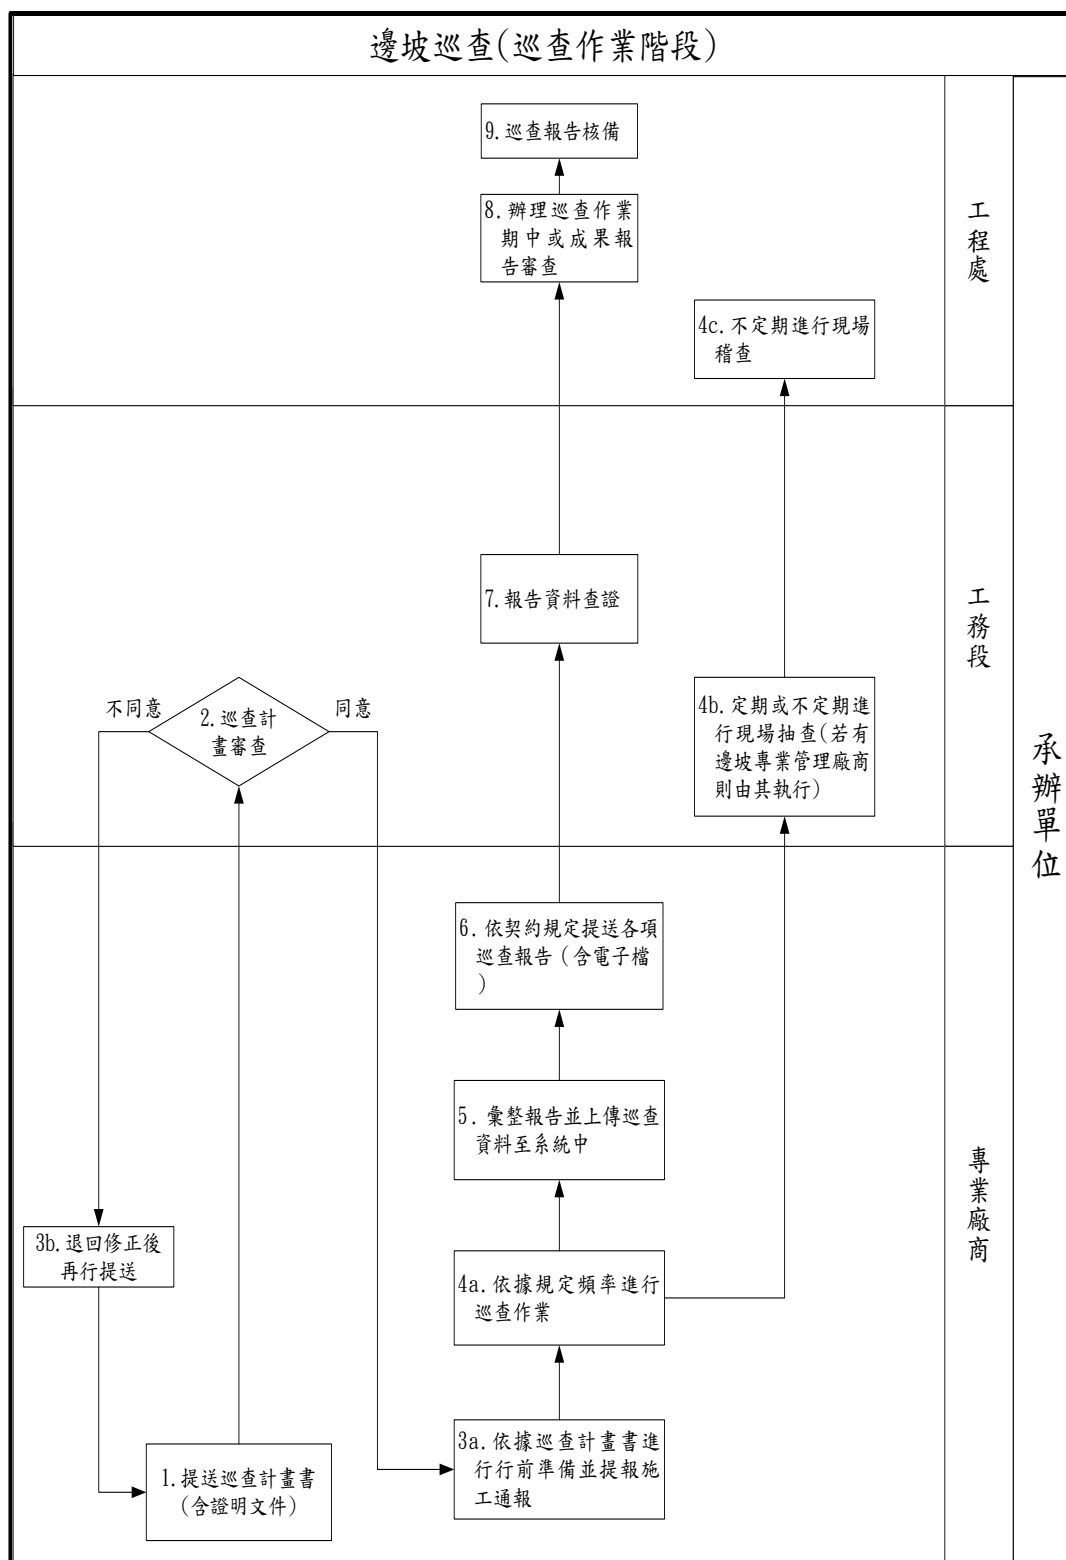 邊坡巡查(巡查作業階段)
9.巡查報告核備
8.辦理巡查作業
期中或成果報
告審查
4c.不定期進行現場
稽查
工程處
7.報告資料查證
不同意
2.巡查計
畫審查
同意
4b.定期或不定期進
行現場抽查(若有
邊坡專業管理廠商
則由其執行)
工務段
承辦單位
6.依契約規定提送各項
巡查報告(含電子檔
)
5.彙整報告並上傳巡查
資料至系統中
3b.退回修正後
再行提送
4a.依據規定頻率進行
巡查作業
專業廠商
1.提送巡查計畫書
(含證明文件)
3a.依據巡查計畫書進
行行前準備並提報施
工通報